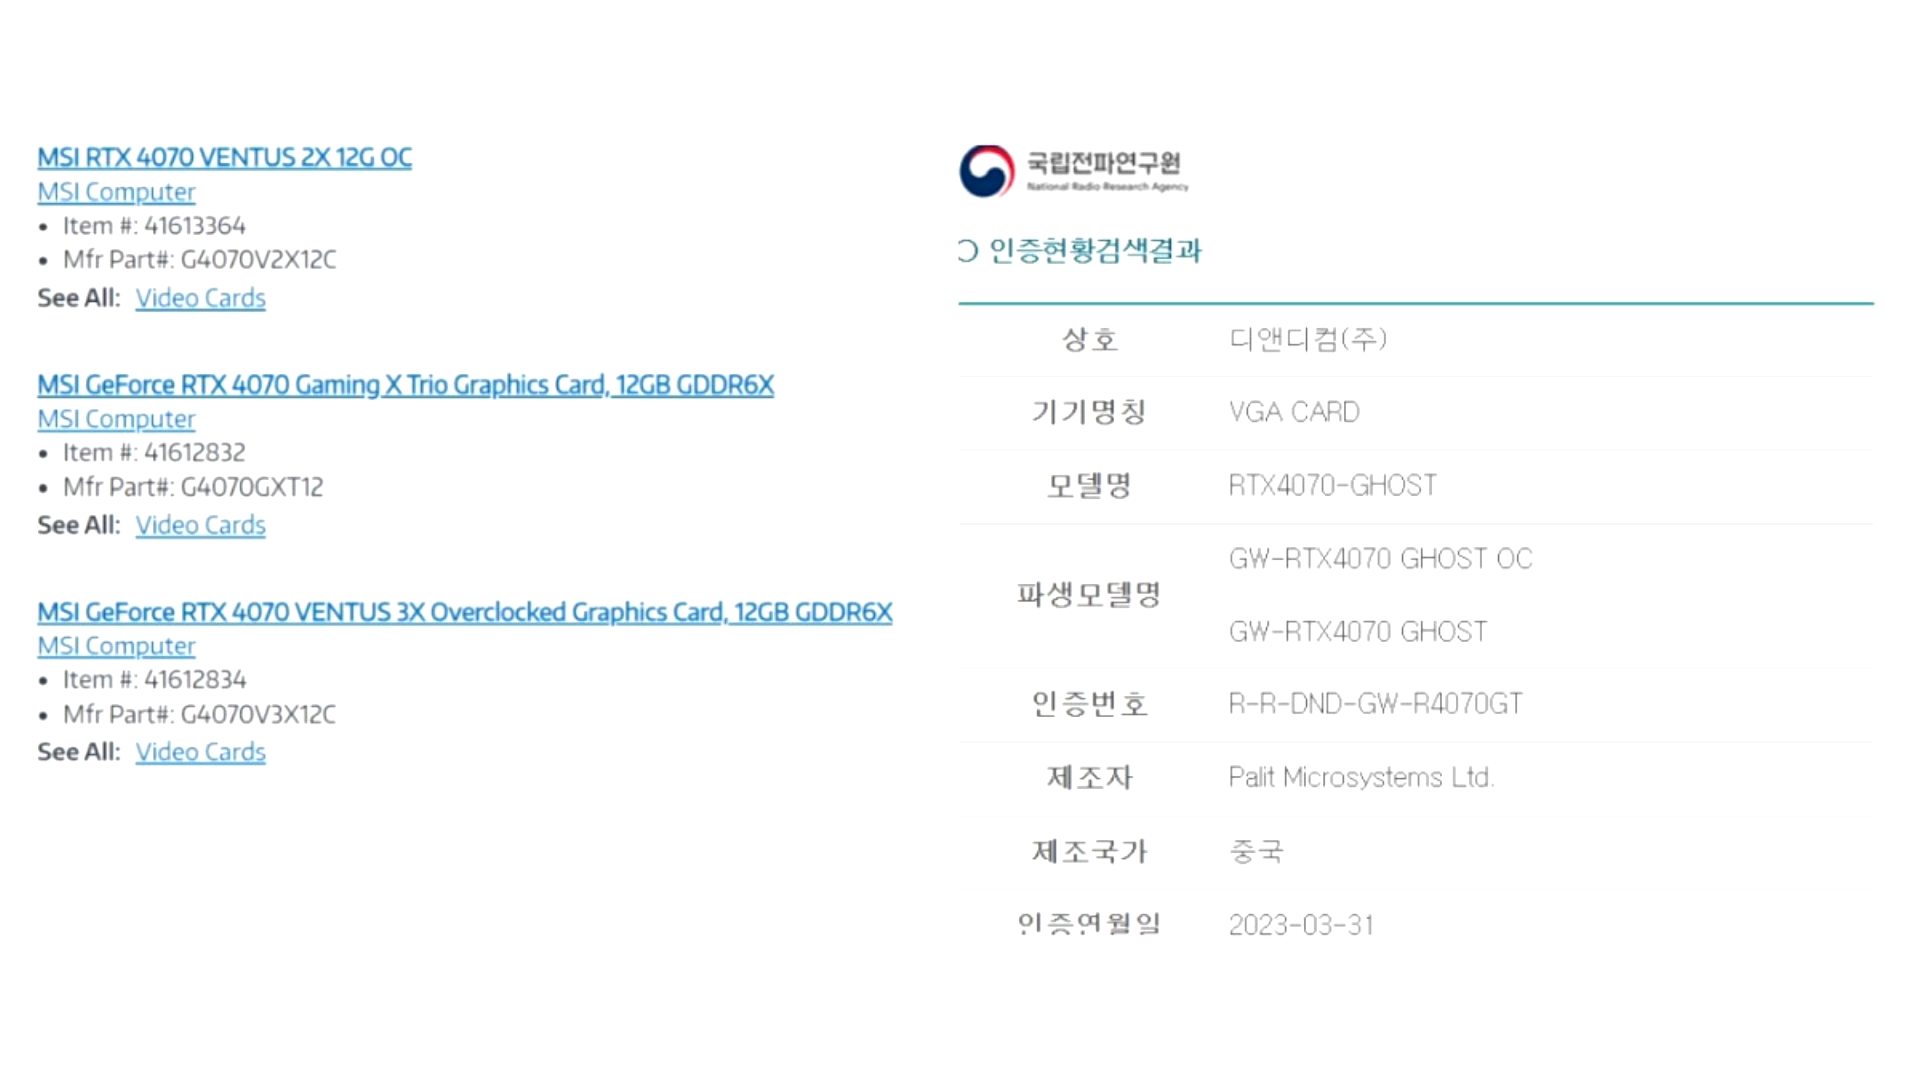 MSI RTX 4070 VENTUS 2X 12G OC
MSI Computer
• Item #: 41613364
• Mfr Part#: G4070V2X12C
See All: Video Cards
MSI GeForce RTX 4070 Gaming X Trio Graphics Card, 12GB GDDR6X
MSI Computer
• Item #: 41612832
• Mfr Part#: G4070GXT12
See All: Video Cards
MSI GeForce RTX 4070 VENTUS 3X Overclocked Graphics Card, 12GB GDDR6X
MSI Computer
• Item #: 41612834
• Mfr Part#: G4070V3X12C
See All: Video Cards
국립전파연구원
National Radio Research Agency
인증현황검색결과
상호 디앤디컴(주)
기기명칭 VGA CARD
모델명 RTX4070-GHOST
파생모델명 GW-RTX4070 GHOST OC
GW-RTX4070 GHOST
인증번호 R-R-DND-GW-R4070GT
제조자 Palit Microsystems Ltd.
제조국가 중국
인증연월일 2023-03-31